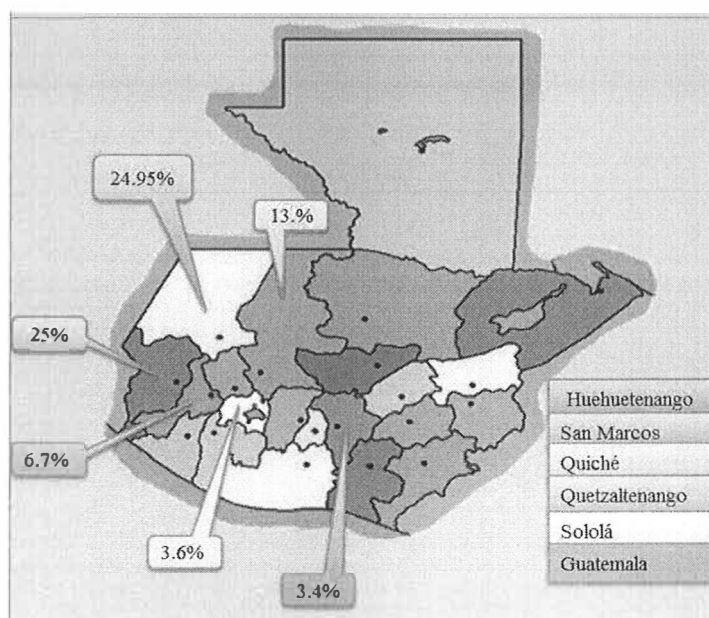 24.95%
13.%
25%
6.7%
3.6%
3.4%
Huehuetenango
San Marcos
Quiché
Quetzaltenango
Sololá
Guatemala